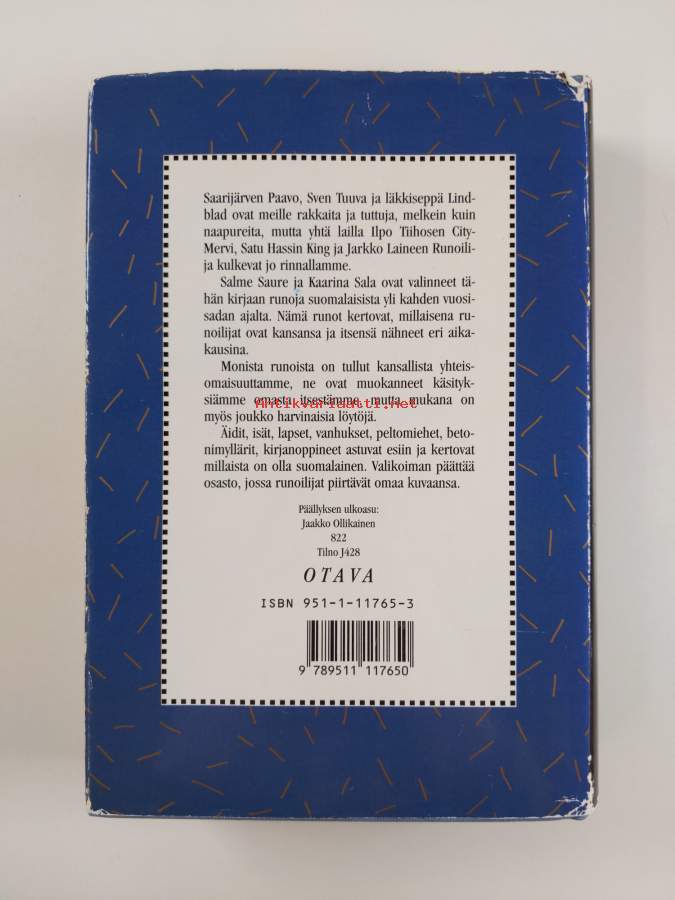 Saarijärven Paavo, Sven Tuuva ja läkkiseppä Lind-
blad ovat meille rakkaita ja tuttuja, melkein kuin
naapureita, mutta yhtä lailla Ilpo Tiihosen City-
Mervi, Satu Hassin King ja Jarkko Laineen Runoili-
ja kulkevat jo rinnallamme.
Salme Saure ja Kaarina Sala ovat valinneet tä-
hän kirjaan runoja suomalaisista yli kahden vuosi-
sadan ajalta. Nämä runot kertovat, millaisena ru-
noilijat ovat kansansa ja itsensä nähneet eri aika-
kausina.
Monista runoista on tullut kansallista yhteis-
omaisuuttamme, ne ovat muokanneet käsityk-
siämme omasta itsestämme, mutta mukana on
Antikvariaatti.net
myös joukko harvinaisia löytöjä.
Äidit, isät, lapset, vanhukset, peltomiehet, beto-
nimyllärit, kirjanoppineet astuvat esiin ja kertovat
millaista on olla suomalainen. Valikoiman päättää
osasto, jossa runoilijat piirtävät omaa kuvaansa.
Päällyksen ulkoasu:
Jaakko Ollikainen
822
Tilno J428
OTAVA
ISBN 951-1-11765-3
9 789511 117650